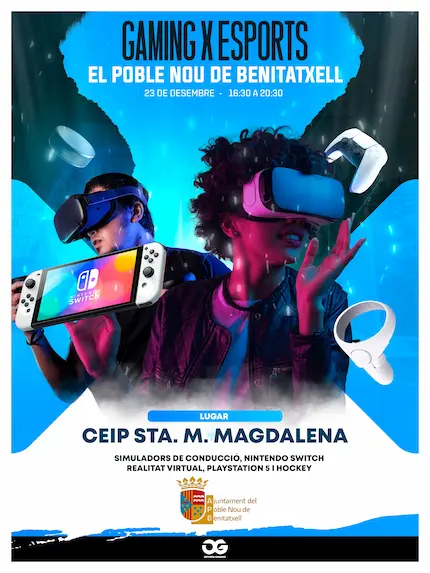 GAMING X ESPORTS
EL POBLE NOU DE BENITATXELL
23 DE DESEMBRE - 16:30 A 20:30
NINTENDO
SWITCH
LUGAR
CEIP STA. M. MAGDALENA
SIMULADORS DE CONDUCCIÓ, NINTENDO SWITCH
REALITAT VIRTUAL, PLAYSTATION 5 I HOCKEY
Ajuntament del
Poble Nou de
Benitatxell